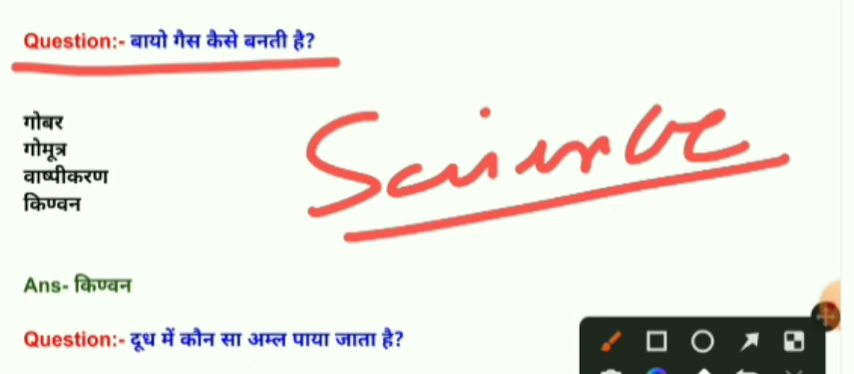 Question:- बायो गैस कैसे बनती है?
गोबर
गोमूत्र
वाष्पीकरण
किण्वन
Science
Ans- किण्वन
Question:- दूध में कौन सा अम्ल पाया जाता है?